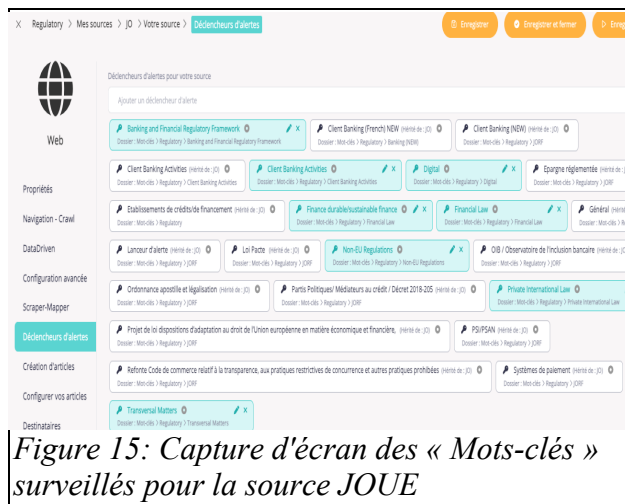 × Regulatory > Mes sources > JO > Votre source > Déclencheurs d'alertes
Enregistrer
Enregistrer et fermer
Enreg
Web
Propriétés
Navigation - Crawl
DataDriven
Configuration avancée
Scraper-Mapper
Déclencheurs d'alertes
Création d'articles
Configurer vos articles
Destinataires
Déclencheurs d'alertes pour votre source
Ajouter un déclencheur d'alerte
Banking and Financial Regulatory Framework
Dossier : Mot-clés > Regulatory > Banking and Financial Regulatory Framework
Client Banking (French) NEW (Hérité de : JO)
Dossier : Mot-clés > Regulatory > Banking (NEW)
Client Banking (NEW) (Hérité de : JO)
Dossier : Mot-clés > Regulatory > JORF
Client Banking Activities (Hérité de : JO)
Dossier : Mot-clés > Regulatory > Client Banking Activities
Client Banking Activities
Dossier : Mot-clés > Regulatory > Client Banking Activities
Digital
Dossier : Mot-clés > Regulatory > Digital
Epargne réglementée (Hérité de : J
Dossier : Mot-clés > Regulatory > JORF
Etablissements de crédits/de financement (Hérité de : JO)
Dossier : Mot-clés > Regulatory
Finance durable/sustainable finance
Dossier : Mot-clés > Regulatory > JORF
Financial Law
Dossier : Mot-clés > Regulatory > Financial Law
Général (Hérité
Dossier : Mot-clés > R
Lanceur d'alerte (Hérité de : JO)
Dossier : Mot-clés > Regulatory > JORF
Loi Pacte (Hérité de : JO)
Dossier : Mot-clés > Regulatory > JORF
Non-EU Regulations
Dossier : Mot-clés > Regulatory > Non-EU Regulations
OIB / Observatoire de l'inclusion bancaire (Hérité de : JO
Dossier : Mot-clés > Regulatory > JORF
Ordonnance apostille et légalisation (Hérité de : JO)
Dossier : Mot-clés > Regulatory > JORF
Partis Politiques/ Médiateurs au crédit / Décret 2018-205 (Hérité de : JO)
Dossier : Mot-clés > Regulatory > JORF
Private International Law
Dossier : Mot-clés > Regulatory > Private International Law
Projet de loi dispositions d'adaptation au droit de l'Union européenne en matière économique et financière, (Hérité de : JO)
Dossier : Mot-clés > Regulatory > JORF
PSI/PSAN (Hérité de : JO)
Dossier : Mot-clés > Regulatory > JORF
Refonte Code de commerce relatif à la transparence, aux pratiques restrictives de concurrence et autres pratiques prohibées (Hérité de : JO)
Dossier : Mot-clés > Regulatory > JORF
Systèmes de paiement (Hérité de : JO)
Dossier : Mot-clés > Regulatory > JORF
Transversal Matters
Dossier : Mot-clés > Regulatory > Transversal Matters
Figure 15: Capture d'écran des « Mots-clés »
surveillés pour la source JOUE